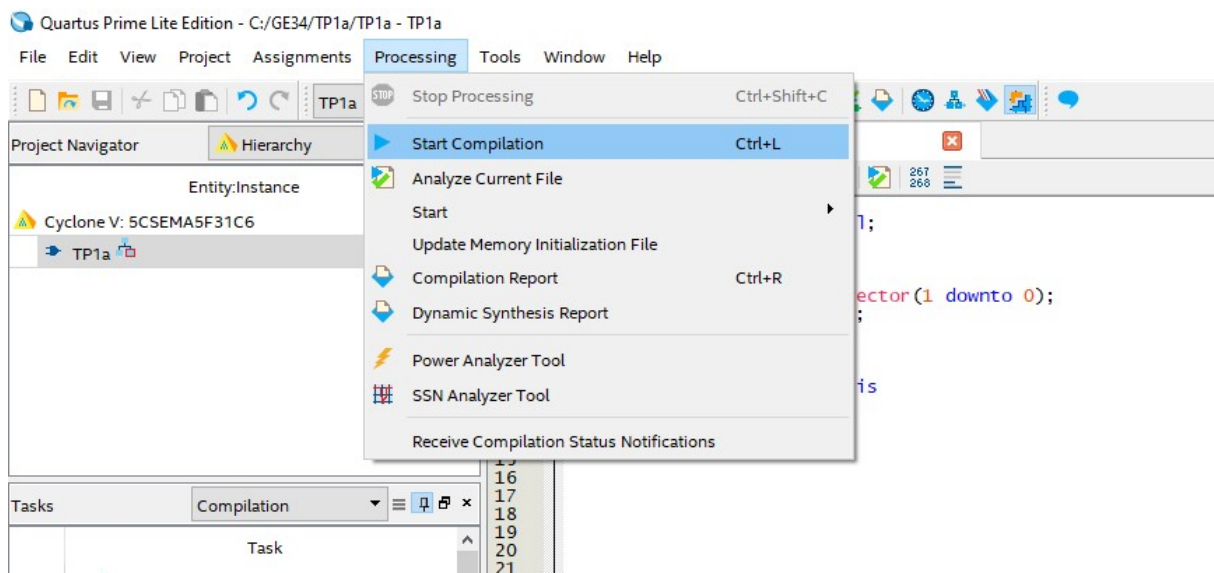 Quartus Prime Lite Edition - C:/GE34/TP1a/TP1a - TP1a
File Edit View Project Assignments Processing Tools Window Help
TP1a
STOP Stop Processing Ctrl+Shift+C
Project Navigator Hierarchy
Start Compilation Ctrl+L
Entity:Instance
Analyze Current File
267
268
Cyclone V: 5CSEMA5F31C6
Start
l;
TP1a
Update Memory Initialization File
Compilation Report Ctrl+R
ector(1 downto 0);
Dynamic Synthesis Report
;
Power Analyzer Tool
is
SSN Analyzer Tool
Receive Compilation Status Notifications
16
Tasks Compilation
17
18
19
Task
20
21